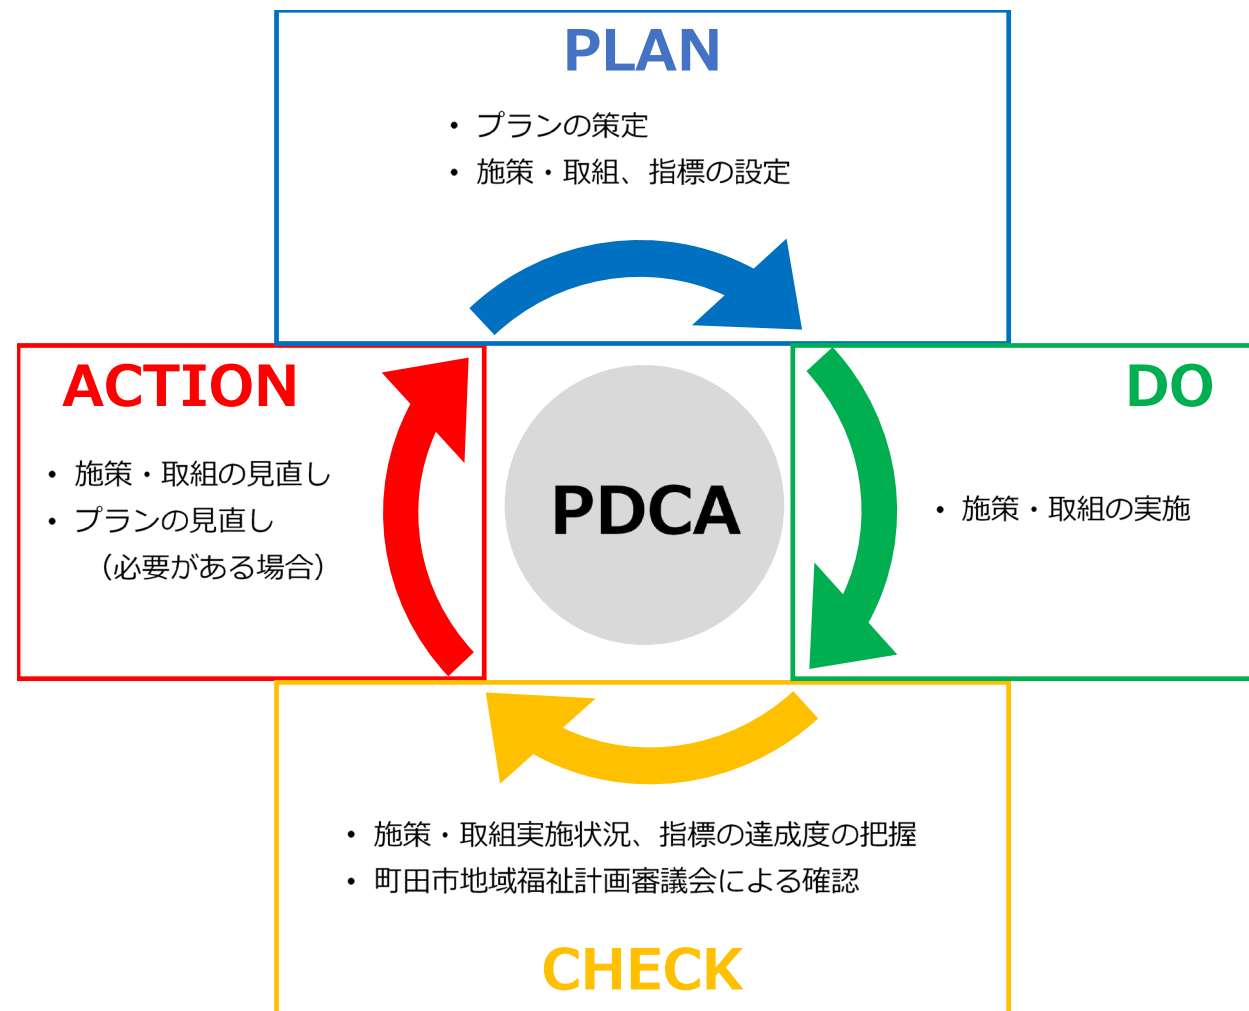 PLAN
• プランの策定
• 施策・取組、指標の設定
ACTION
• 施策・取組の見直し
• プランの見直し
（必要がある場合）
PDCA
DO
• 施策・取組の実施
• 施策・取組実施状況、指標の達成度の把握
• 町田市地域福祉計画審議会による確認
CHECK